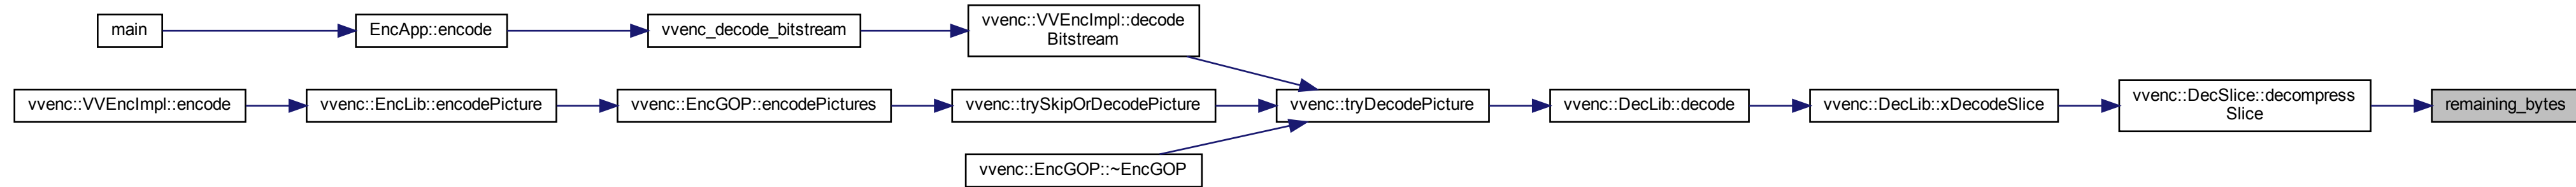 main
EncApp::encode
vvenc_decode_bitstream
vvenc::VVEncImpl::decode
Bitstream
vvenc::VVEncImpl::encode
vvenc::EncLib::encodePicture
vvenc::EncGOP::encodePictures
vvenc::trySkipOrDecodePicture
vvenc::tryDecodePicture
vvenc::DecLib::decode
vvenc::DecLib::xDecodeSlice
vvenc::DecSlice::decompress
Slice
remaining_bytes
vvenc::EncGOP::~EncGOP